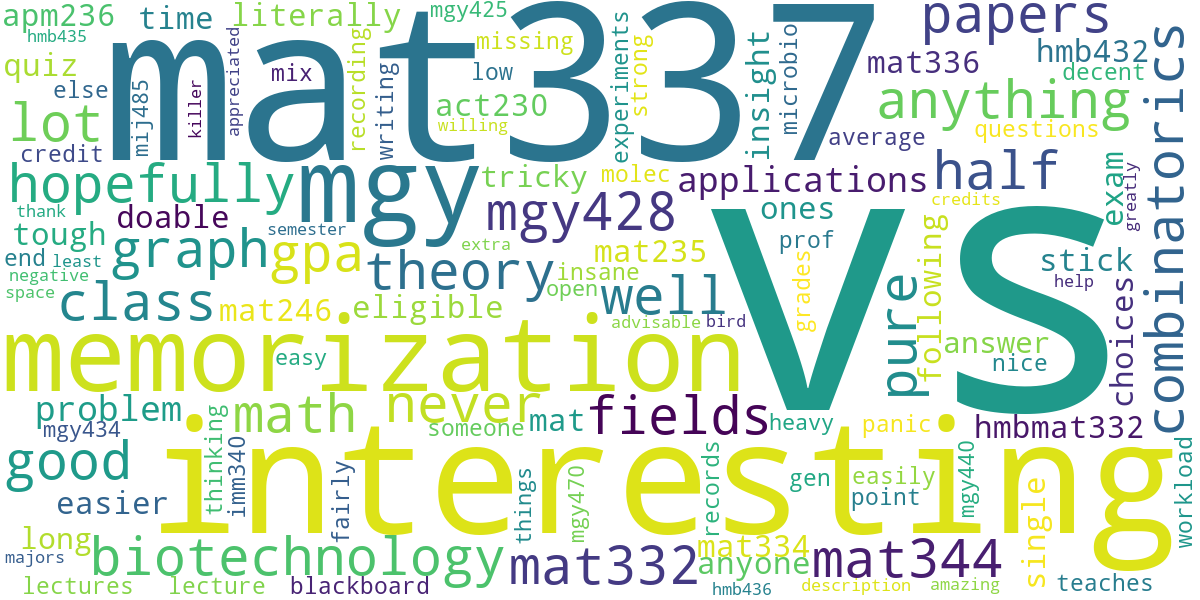 apm236
time
literally
mgy425
papers
hmb435
mat337
missing
hmb432
combinatorics
quiz
killer
appreciated
mix
recording
writing
low
experiments
strong
insight
microbio
mat336
decent
else
mij485
act230
anything
lot
willing
average
questions
credit
hopefully
mgy
tricky
molec
applications
half
exam
greatly
thank
doable
semester
mgy428
vs
ones
credits
tough
graph
gpa
extra
mat235
prof
following
end
least
theory
insane
stick
negative
space
class
mat246
eligible
open
well
advisable
bird
grades
pure
help
choices
memorization
easy
answer
nice
problem
math
never
mat
fields
heavy
panic
hmbmat332
mgy434
someone
good
interesting
thinking
imm340
fairly
things
mgy470
records
gen
easily
point
mgy440
workload
easier
long
biotechnology
mat332
mat334
anyone
mat344
single
majors
lectures
lecture
blackboard
hmb436
description
amazing
teaches